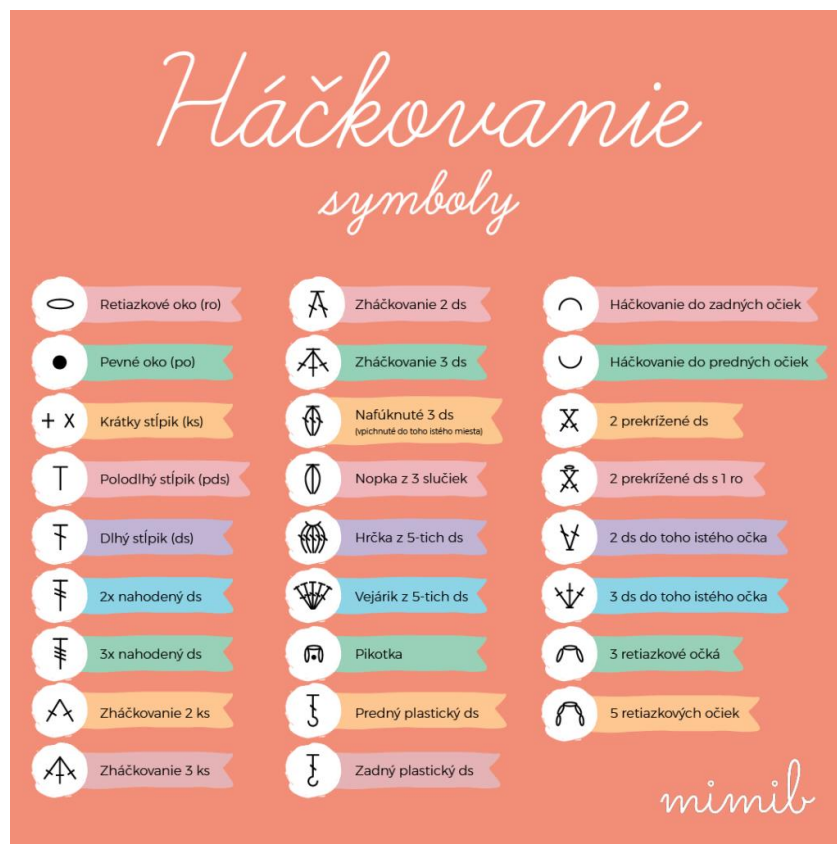 Háčkovanie
symboly
Retiazkové oko (ro)
Pevné oko (po)
Krátky stĺpik (ks)
Polodlhý stĺpik (pds)
Dlhý stĺpik (ds)
2x nahodený ds
3x nahodený ds
Zháčkovanie 2 ks
Zháčkovanie 3 ks
Zháčkovanie 2 ds
Zháčkovanie 3 ds
Nafúknuté 3 ds
(vpichnuté do toho istého miesta)
Nopka z 3 slučiek
Hrčka z 5-tich ds
Vejárik z 5-tich ds
Pikotka
Predný plastický ds
Zadný plastický ds
Háčkovanie do zadných očiek
Háčkovanie do predných očiek
2 prekrížené ds
2 prekrížené ds s 1 ro
2 ds do toho istého očka
3 ds do toho istého očka
3 retiazkové očká
5 retiazkových očiek
mimib